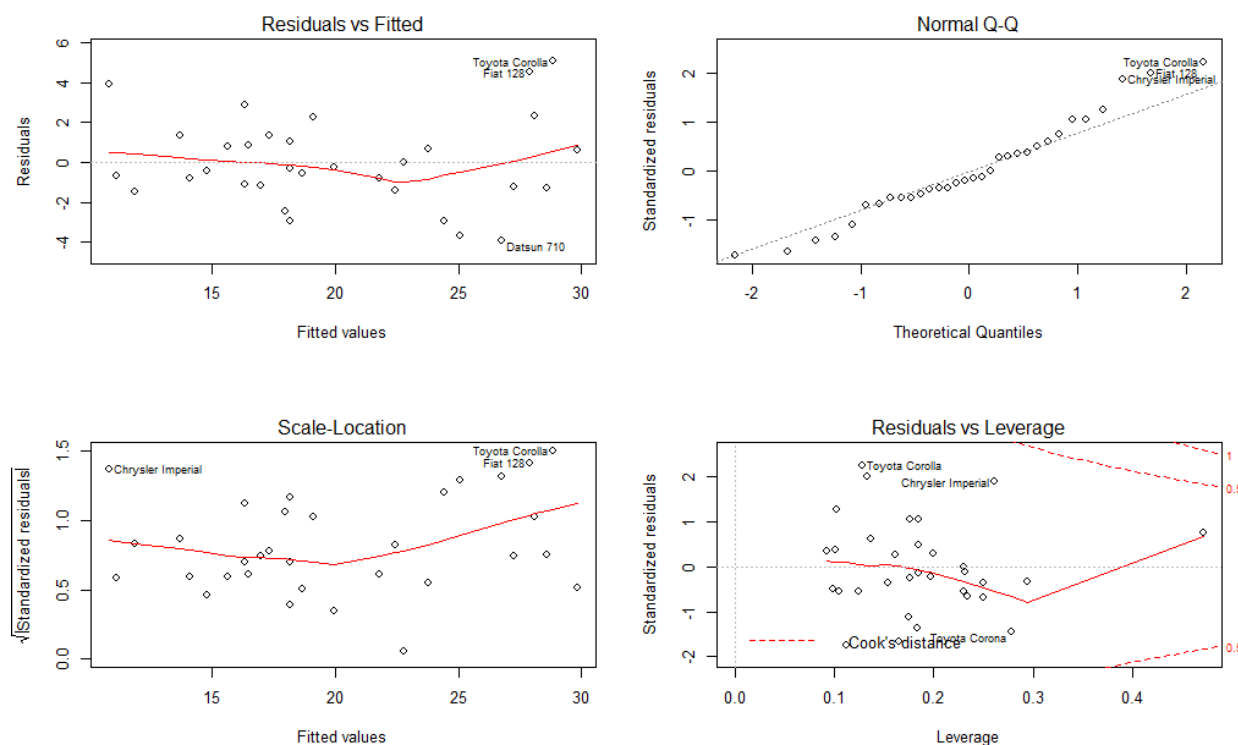 Residuals vs Fitted
Residuals
6
4
2
0
-2
-4
Toyota Corolla
Fiat 128
Datsun 710
15 20 25 30
Fitted values
Normal Q-Q
Standardized residuals
2
1
0
-1
Toyota Corolla
Fiat 128
Chrysler Imperial
-2 -1 0 1 2
Theoretical Quantiles
Scale-Location
√|Standardized residuals|
1.5
1.0
0.5
0.0
Chrysler Imperial
Toyota Corolla
Fiat 128
15 20 25 30
Fitted values
Residuals vs Leverage
Standardized residuals
2
1
0
-1
-2
Toyota Corolla
Chrysler Imperial
Toyota Corona
Cook's distance
1
0.5
0.5
0.0 0.1 0.2 0.3 0.4
Leverage